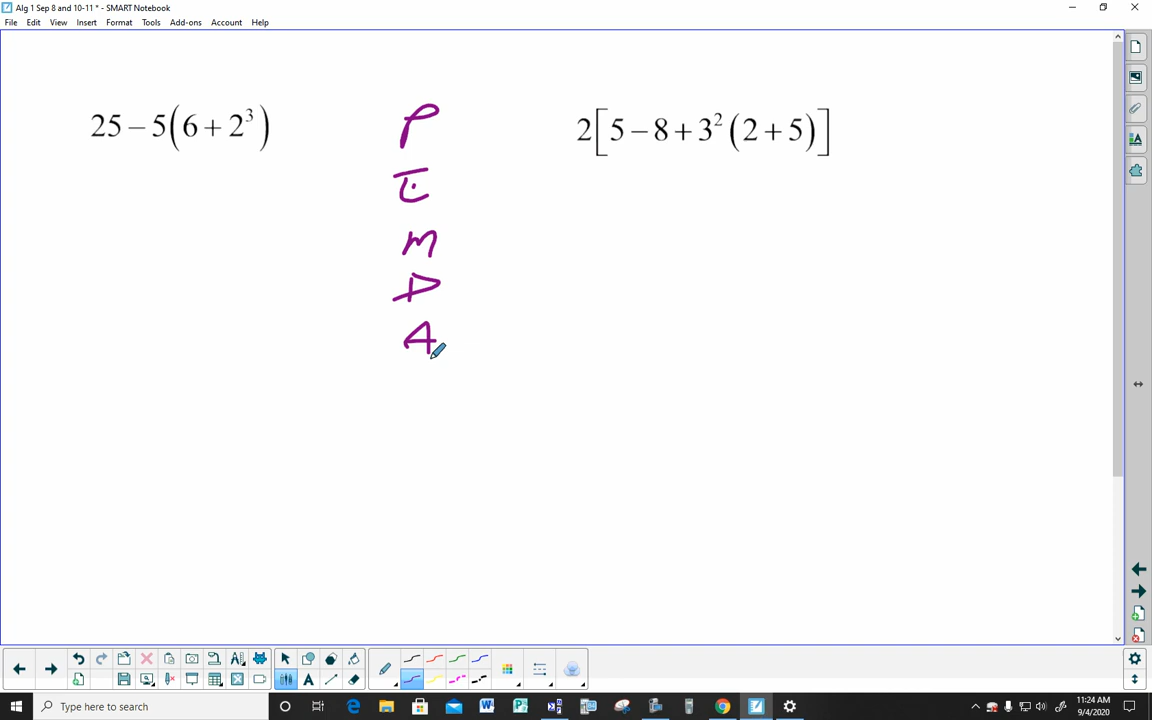 Alg 1 Sep 8 and 10-11 * - SMART Notebook
File Edit View Insert Format Tools Add-ons Account Help
25 − 5(6 + 2³)
2[5 − 8 + 3²(2 + 5)]
P
E
M
D
A
Type here to search
11:24 AM
9/4/2020